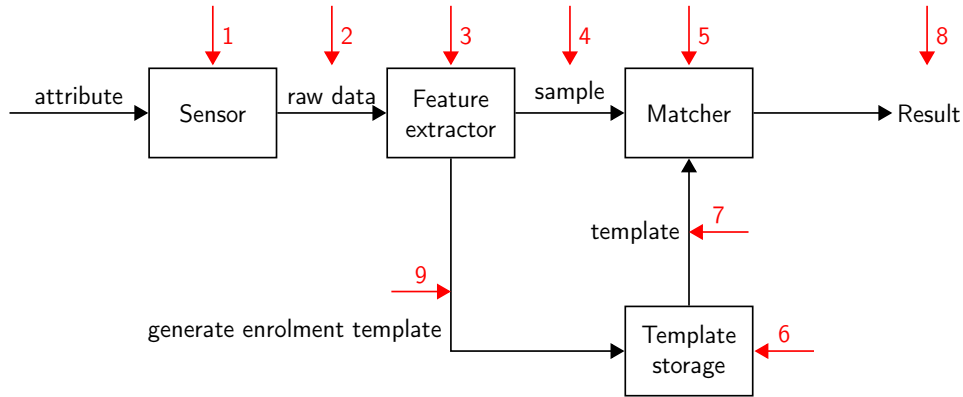 1
2
3
4
5
8
attribute
Sensor
raw data
Feature
extractor
sample
Matcher
Result
template
7
9
generate enrolment template
Template
storage
6